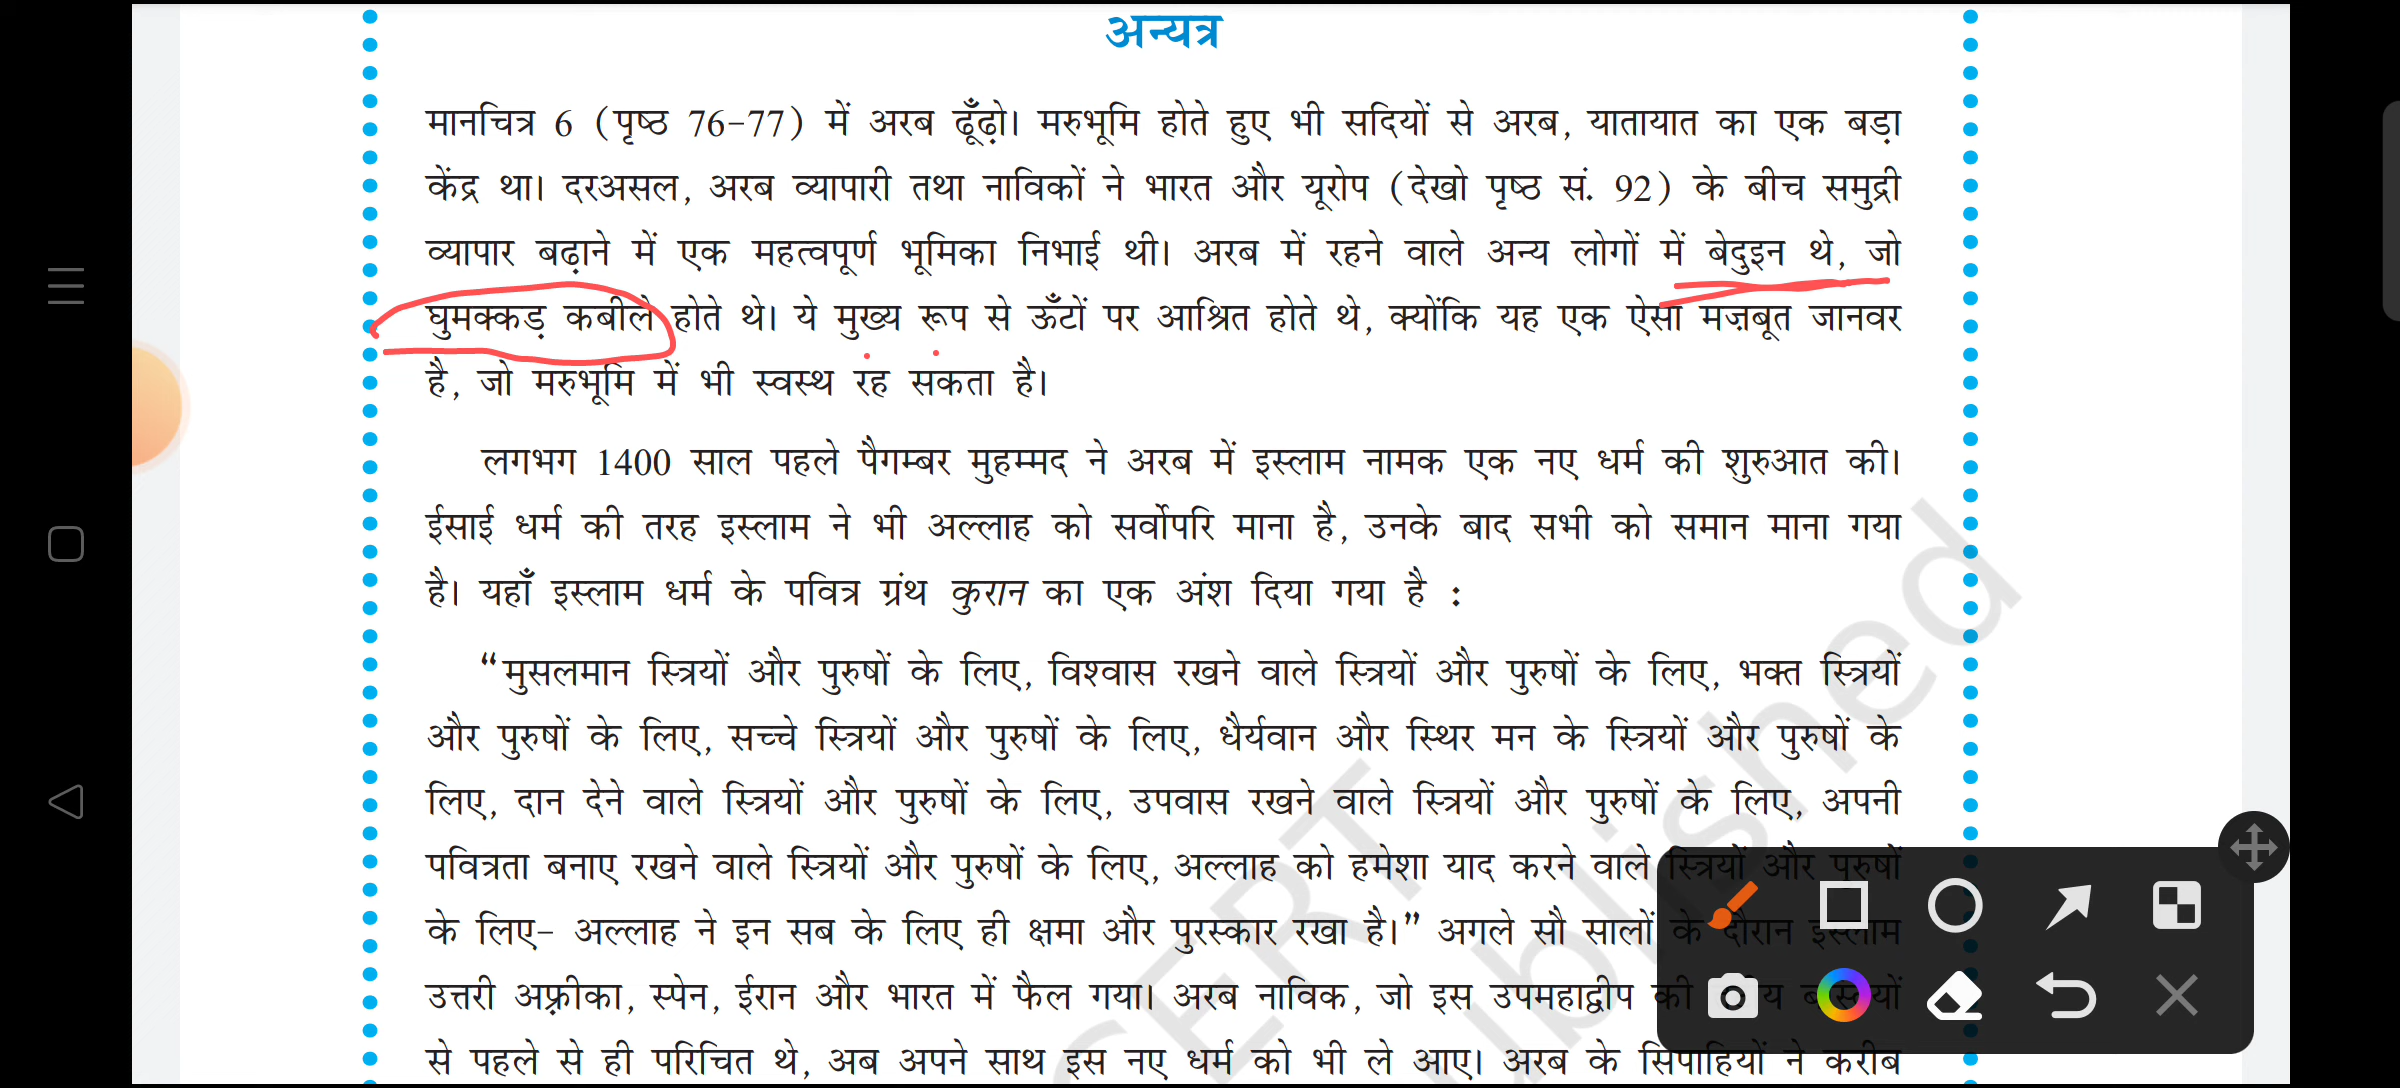 अन्यत्र
मानचित्र 6 (पृष्ठ 76-77) में अरब ढूँढ़ो। मरुभूमि होते हुए भी सदियों से अरब, यातायात का एक बड़ा
केंद्र था। दरअसल, अरब व्यापारी तथा नाविकों ने भारत और यूरोप (देखो पृष्ठ सं. 92) के बीच समुद्री
व्यापार बढ़ाने में एक महत्वपूर्ण भूमिका निभाई थी। अरब में रहने वाले अन्य लोगों में बेदुइन थे, जो
घुमक्कड़ कबीले होते थे। ये मुख्य रूप से ऊँटों पर आश्रित होते थे, क्योंकि यह एक ऐसा मज़बूत जानवर
है, जो मरुभूमि में भी स्वस्थ रह सकता है।
लगभग 1400 साल पहले पैगम्बर मुहम्मद ने अरब में इस्लाम नामक एक नए धर्म की शुरुआत की।
ईसाई धर्म की तरह इस्लाम ने भी अल्लाह को सर्वोपरि माना है, उनके बाद सभी को समान माना गया
है। यहाँ इस्लाम धर्म के पवित्र ग्रंथ कुरान का एक अंश दिया गया है :
“मुसलमान स्त्रियों और पुरुषों के लिए, विश्वास रखने वाले स्त्रियों और पुरुषों के लिए, भक्त स्त्रियों
और पुरुषों के लिए, सच्चे स्त्रियों और पुरुषों के लिए, धैर्यवान और स्थिर मन के स्त्रियों और पुरुषों के
लिए, दान देने वाले स्त्रियों और पुरुषों के लिए, उपवास रखने वाले स्त्रियों और पुरुषों के लिए, अपनी
पवित्रता बनाए रखने वाले स्त्रियों और पुरुषों के लिए, अल्लाह को हमेशा याद करने वाले स्त्रियों और पुरुषों
के लिए- अल्लाह ने इन सब के लिए ही क्षमा और पुरस्कार रखा है।” अगले सौ सालों के दौरान इस्लाम
उत्तरी अफ़्रीका, स्पेन, ईरान और भारत में फैल गया। अरब नाविक, जो इस उपमहाद्वीप की
से पहले से ही परिचित थे, अब अपने साथ इस नए धर्म को भी ले आए। अरब के सिपाहियों ने करीब